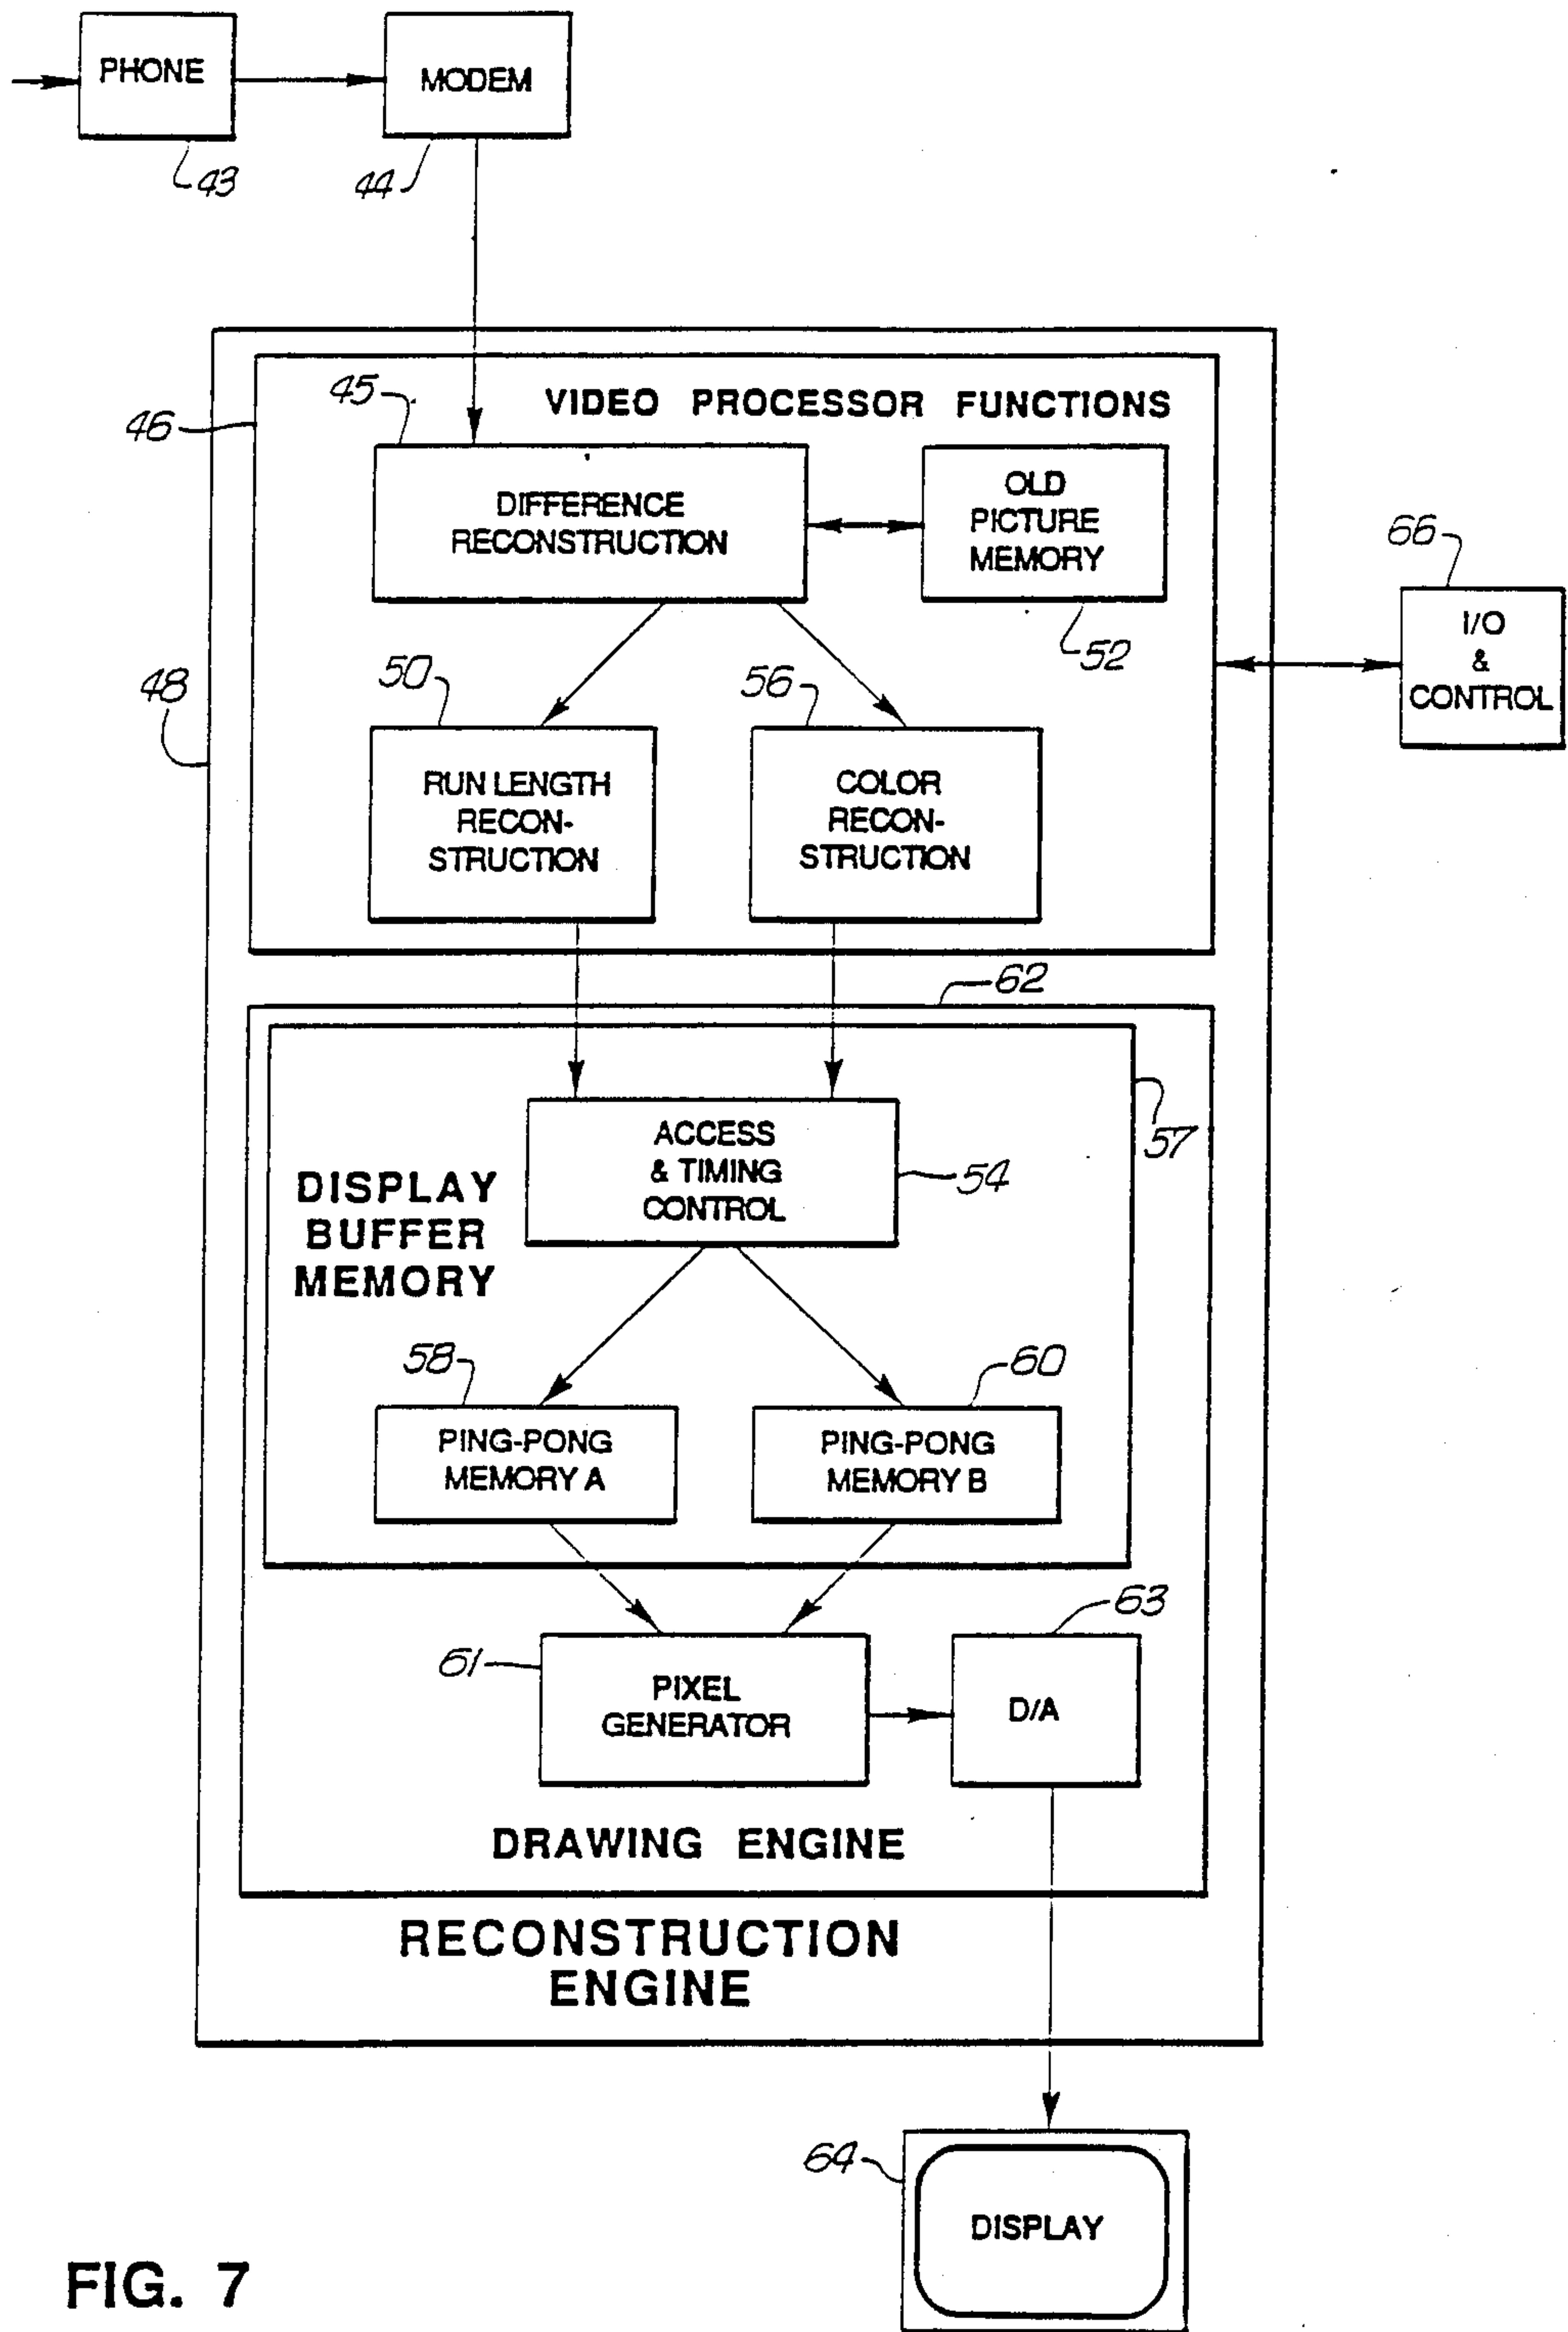 PHONE
43
MODEM
44
46
45
VIDEO PROCESSOR FUNCTIONS
DIFFERENCE
RECONSTRUCTION
OLD
PICTURE
MEMORY
52
66
I/O
&
CONTROL
48
50
RUN LENGTH
RECON-
STRUCTION
56
COLOR
RECON-
STRUCTION
62
57
ACCESS
& TIMING
CONTROL
54
DISPLAY
BUFFER
MEMORY
58
PING-PONG
MEMORY A
60
PING-PONG
MEMORY B
61
PIXEL
GENERATOR
63
D/A
DRAWING ENGINE
RECONSTRUCTION
ENGINE
64
DISPLAY
FIG. 7